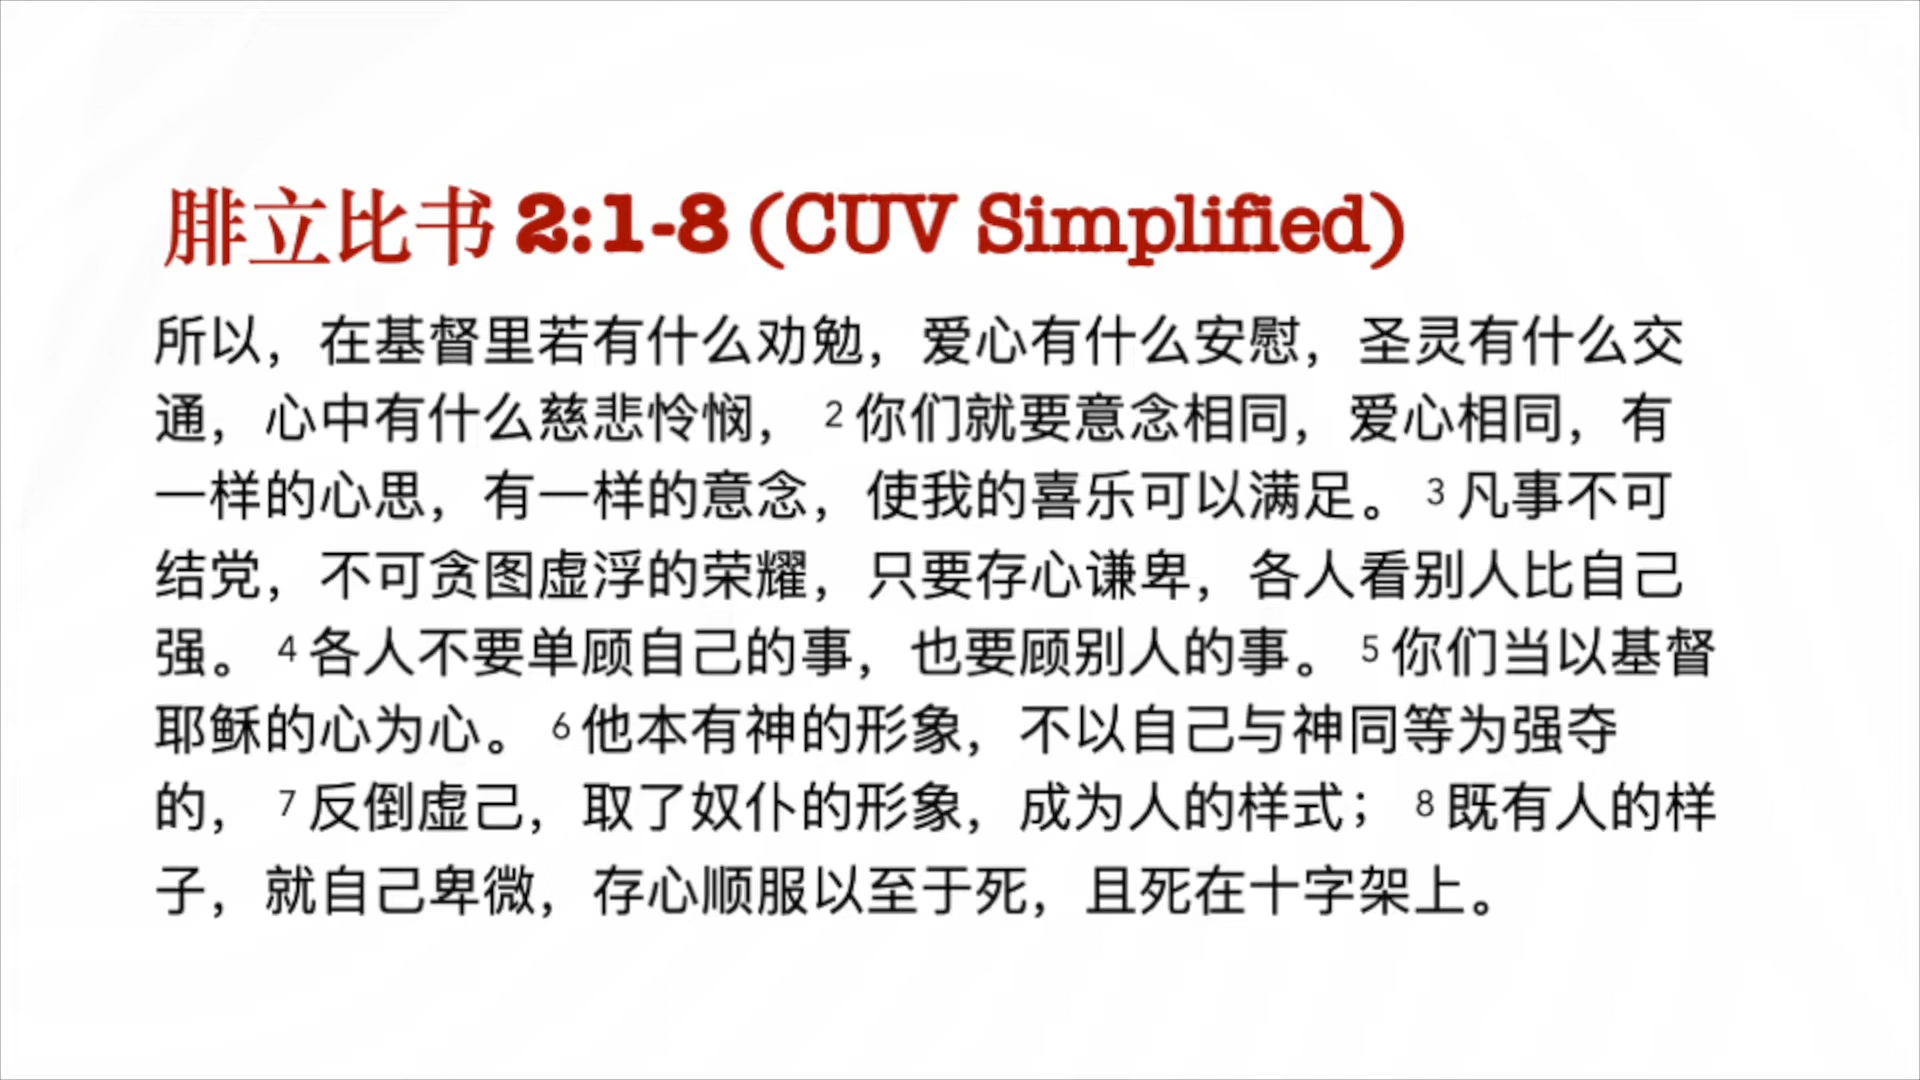 腓立比书 2:1-8 (CUV Simplified)
所以，在基督里若有什么劝勉，爱心有什么安慰，圣灵有什么交
通，心中有什么慈悲怜悯， 2 你们就要意念相同，爱心相同，有
一样的心思，有一样的意念，使我的喜乐可以满足。 3 凡事不可
结党，不可贪图虚浮的荣耀，只要存心谦卑，各人看别人比自己
强。 4 各人不要单顾自己的事，也要顾别人的事。 5 你们当以基督
耶稣的心为心。 6 他本有神的形象，不以自己与神同等为强夺
的， 7 反倒虚己，取了奴仆的形象，成为人的样式； 8 既有人的样
子，就自己卑微，存心顺服以至于死，且死在十字架上。